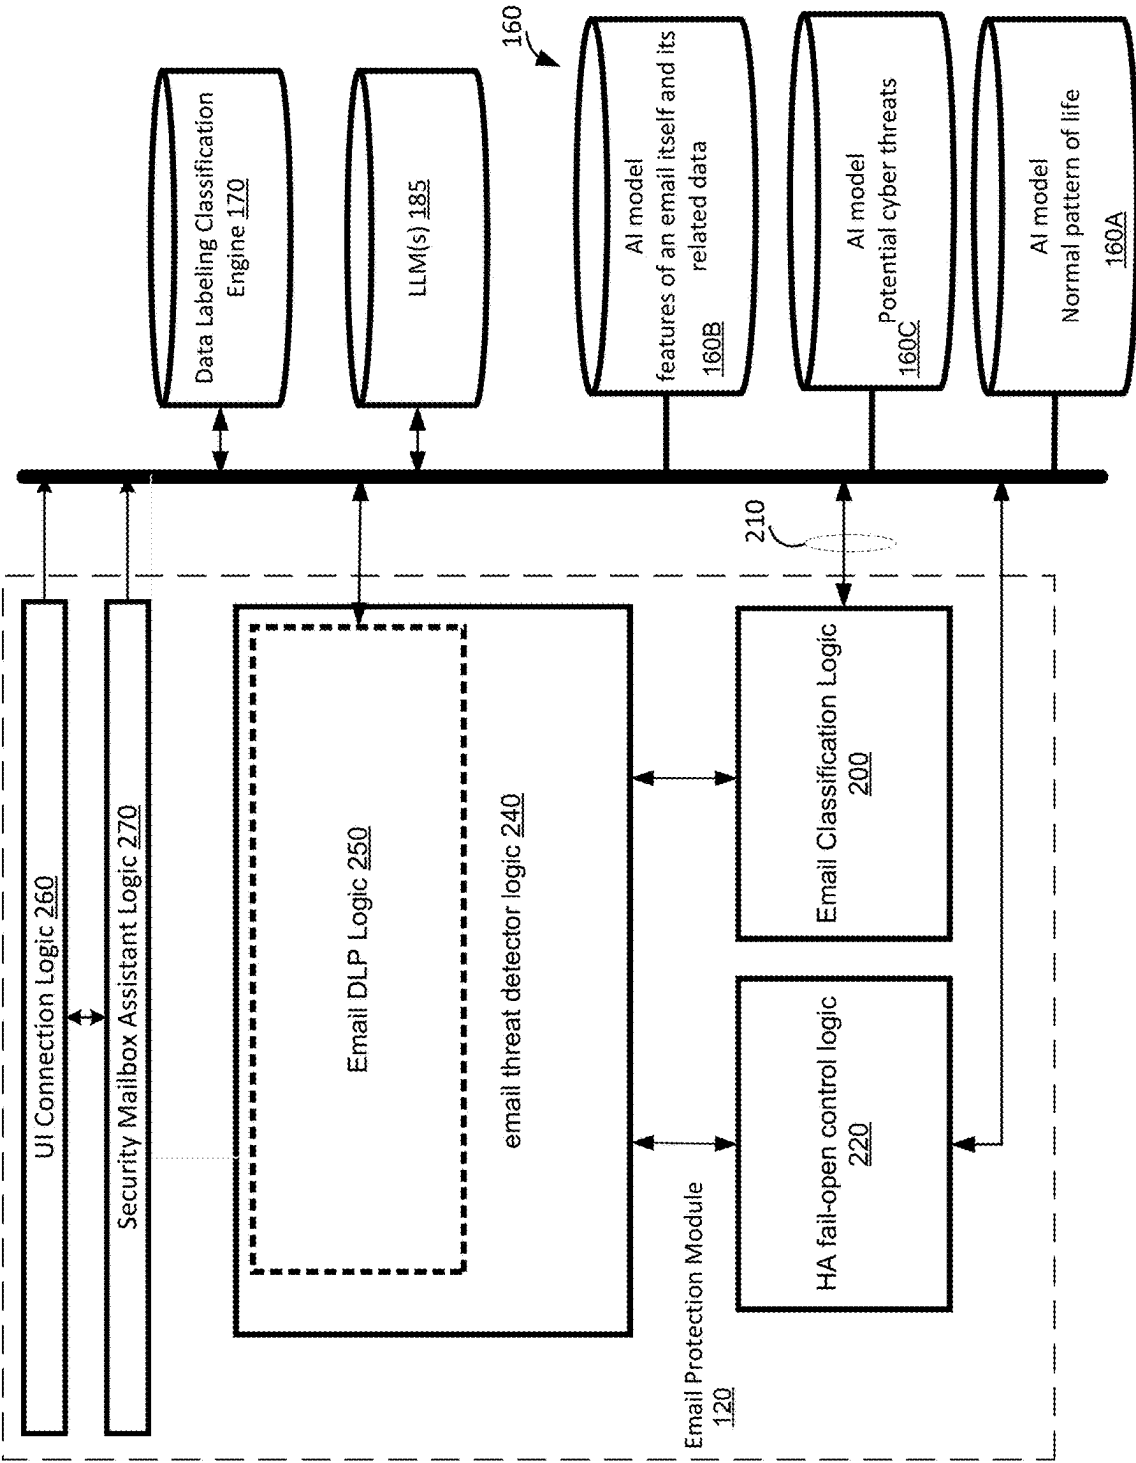 UI Connection Logic 260
Security Mailbox Assistant Logic 270
Email DLP Logic 250
email threat detector logic 240
HA fail-open control logic
220
Email Classification Logic
200
Email Protection Module
120
210
Data Labeling Classification
Engine 170
LLM(s) 185
160
AI model
features of an email itself and its
related data
160B
AI model
Potential cyber threats
160C
AI model
Normal pattern of life
160A